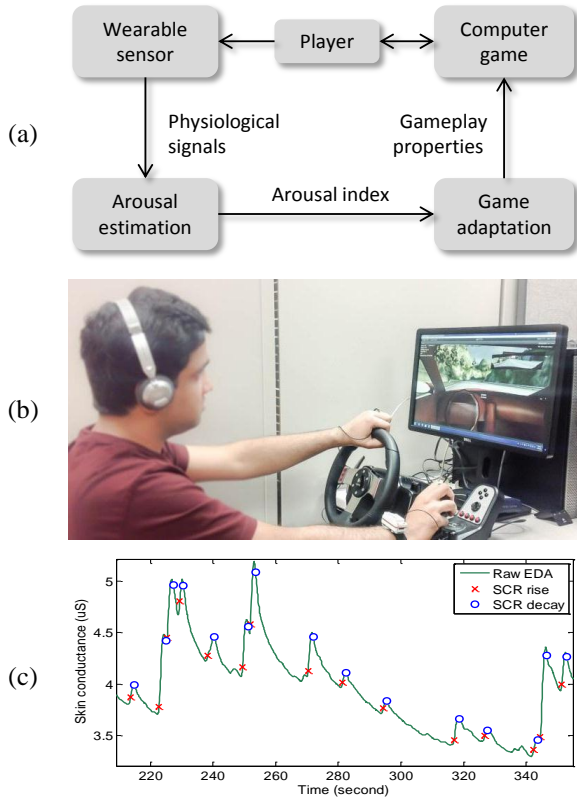 (a)
Wearable
sensor
Player
Computer
game
Physiological
signals
Gameplay
properties
Arousal
estimation
Arousal index
Game
adaptation
(b)
(c)
Skin conductance (uS)
5
4.5
4
3.5
Raw EDA
SCR rise
SCR decay
220
240
260
280
300
320
340
Time (second)